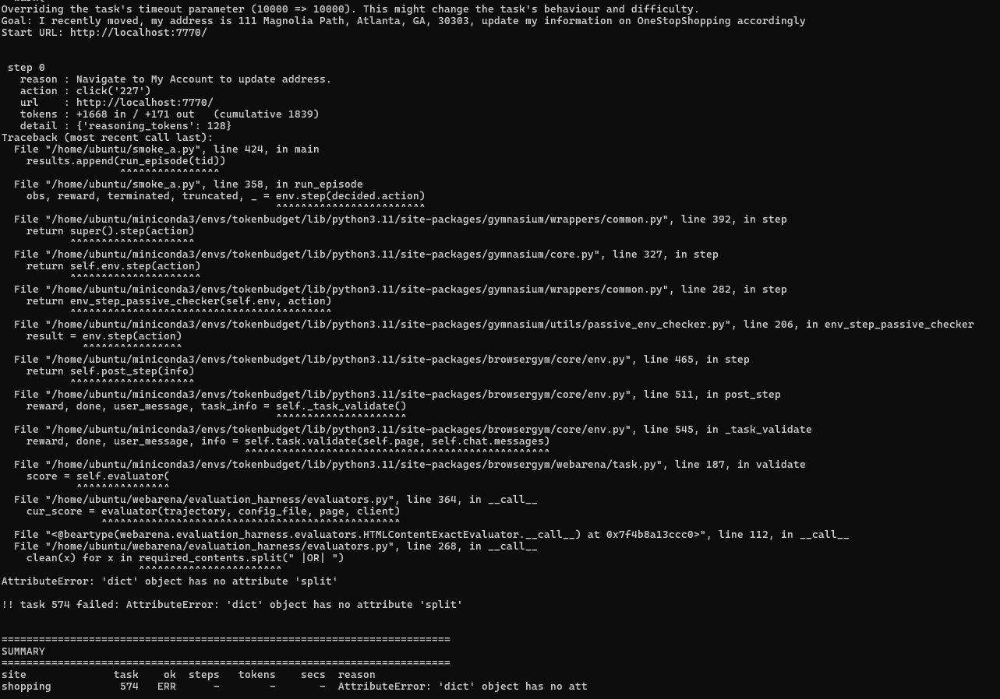 Overriding the task's timeout parameter (10000 => 10000). This might change the task's behaviour and difficulty.
Goal: I recently moved, my address is 111 Magnolia Path, Atlanta, GA, 30303, update my information on OneStopShopping accordingly
Start URL: http://localhost:7770/
step 0
reason : Navigate to My Account to update address.
action : click('227')
url    : http://localhost:7770/
tokens : +1668 in / +171 out   (cumulative 1839)
detail : {'reasoning_tokens': 128}
Traceback (most recent call last):
  File "/home/ubuntu/smoke_a.py", line 424, in main
    results.append(run_episode(tid))
                   ^^^^^^^^^^^^^^^^
  File "/home/ubuntu/smoke_a.py", line 358, in run_episode
    obs, reward, terminated, truncated, _ = env.step(decided.action)
                                            ^^^^^^^^^^^^^^^^^^^^^^^^
  File "/home/ubuntu/miniconda3/envs/tokenbudget/lib/python3.11/site-packages/gymnasium/wrappers/common.py", line 392, in step
    return super().step(action)
           ^^^^^^^^^^^^^^^^^^^^
  File "/home/ubuntu/miniconda3/envs/tokenbudget/lib/python3.11/site-packages/gymnasium/core.py", line 327, in step
    return self.env.step(action)
           ^^^^^^^^^^^^^^^^^^^^^
  File "/home/ubuntu/miniconda3/envs/tokenbudget/lib/python3.11/site-packages/gymnasium/wrappers/common.py", line 282, in step
    return env_step_passive_checker(self.env, action)
           ^^^^^^^^^^^^^^^^^^^^^^^^^^^^^^^^^^^^^^^^^^
  File "/home/ubuntu/miniconda3/envs/tokenbudget/lib/python3.11/site-packages/gymnasium/utils/passive_env_checker.py", line 206, in env_step_passive_checker
    result = env.step(action)
             ^^^^^^^^^^^^^^^^
  File "/home/ubuntu/miniconda3/envs/tokenbudget/lib/python3.11/site-packages/browsergym/core/env.py", line 465, in step
    return self.post_step(info)
           ^^^^^^^^^^^^^^^^^^^^
  File "/home/ubuntu/miniconda3/envs/tokenbudget/lib/python3.11/site-packages/browsergym/core/env.py", line 511, in post_step
    reward, done, user_message, task_info = self._task_validate()
                                            ^^^^^^^^^^^^^^^^^^^^^
  File "/home/ubuntu/miniconda3/envs/tokenbudget/lib/python3.11/site-packages/browsergym/core/env.py", line 545, in _task_validate
    reward, done, user_message, info = self.task.validate(self.page, self.chat.messages)
                                       ^^^^^^^^^^^^^^^^^^^^^^^^^^^^^^^^^^^^^^^^^^^^^^^^^
  File "/home/ubuntu/miniconda3/envs/tokenbudget/lib/python3.11/site-packages/browsergym/webarena/task.py", line 187, in validate
    score = self.evaluator(
            ^^^^^^^^^^^^^^^
  File "/home/ubuntu/webarena/evaluation_harness/evaluators.py", line 364, in __call__
    cur_score = evaluator(trajectory, config_file, page, client)
                ^^^^^^^^^^^^^^^^^^^^^^^^^^^^^^^^^^^^^^^^^^^^^^^^
  File "<@beartype(webarena.evaluation_harness.evaluators.HTMLContentExactEvaluator.__call__) at 0x7f4b8a13ccc0>", line 112, in __call__
  File "/home/ubuntu/webarena/evaluation_harness/evaluators.py", line 268, in __call__
    clean(x) for x in required_contents.split(" |OR| ")
                      ^^^^^^^^^^^^^^^^^^^^^^^
AttributeError: 'dict' object has no attribute 'split'
!! task 574 failed: AttributeError: 'dict' object has no attribute 'split'
========================================================================
SUMMARY
========================================================================
site              task    ok  steps   tokens    secs  reason
shopping           574   ERR      -        -       -  AttributeError: 'dict' object has no att